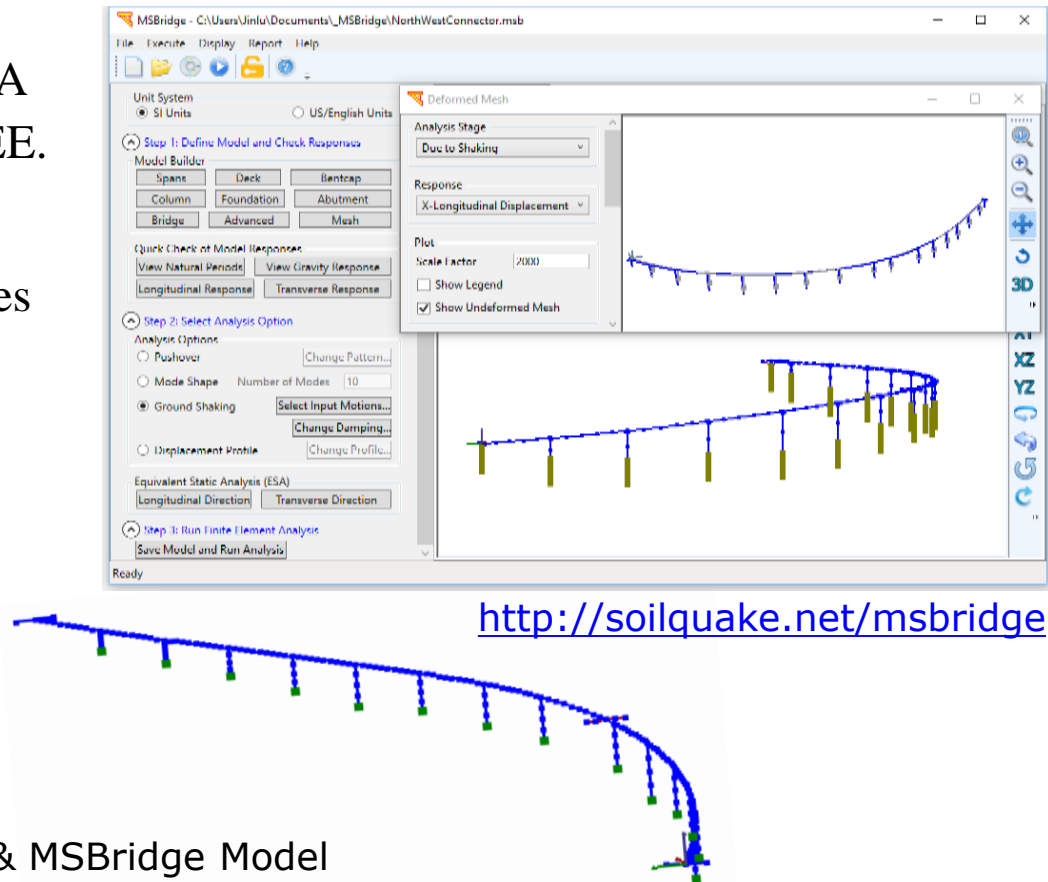 MSBridge - C:\Users\Jinlu\Documents\_MSBridge\NorthWestConnector.msb
File Execute Display Report Help
A
EE.
es
Unit System
SI Units US/English Units
Step 1: Define Model and Check Responses
Model Builder
Spans Deck Bentcap
Column Foundation Abutment
Bridge Advanced Mesh
Quick Check of Model Responses
View Natural Periods View Gravity Response
Longitudinal Response Transverse Response
Step 2: Select Analysis Option
Analysis Options
Pushover Change Pattern...
Mode Shape Number of Modes 10
Ground Shaking Select Input Motions...
Change Damping...
Displacement Profile Change Profile...
Equivalent Static Analysis (ESA)
Longitudinal Direction Transverse Direction
Step 3: Run Finite Element Analysis
Save Model and Run Analysis
Ready
Deformed Mesh
Analysis Stage
Due to Shaking
Response
X-Longitudinal Displacement
Plot
Scale Factor 2000
Show Legend
Show Undeformed Mesh
3D
XZ
YZ
http://soilquake.net/msbridge
& MSBridge Model